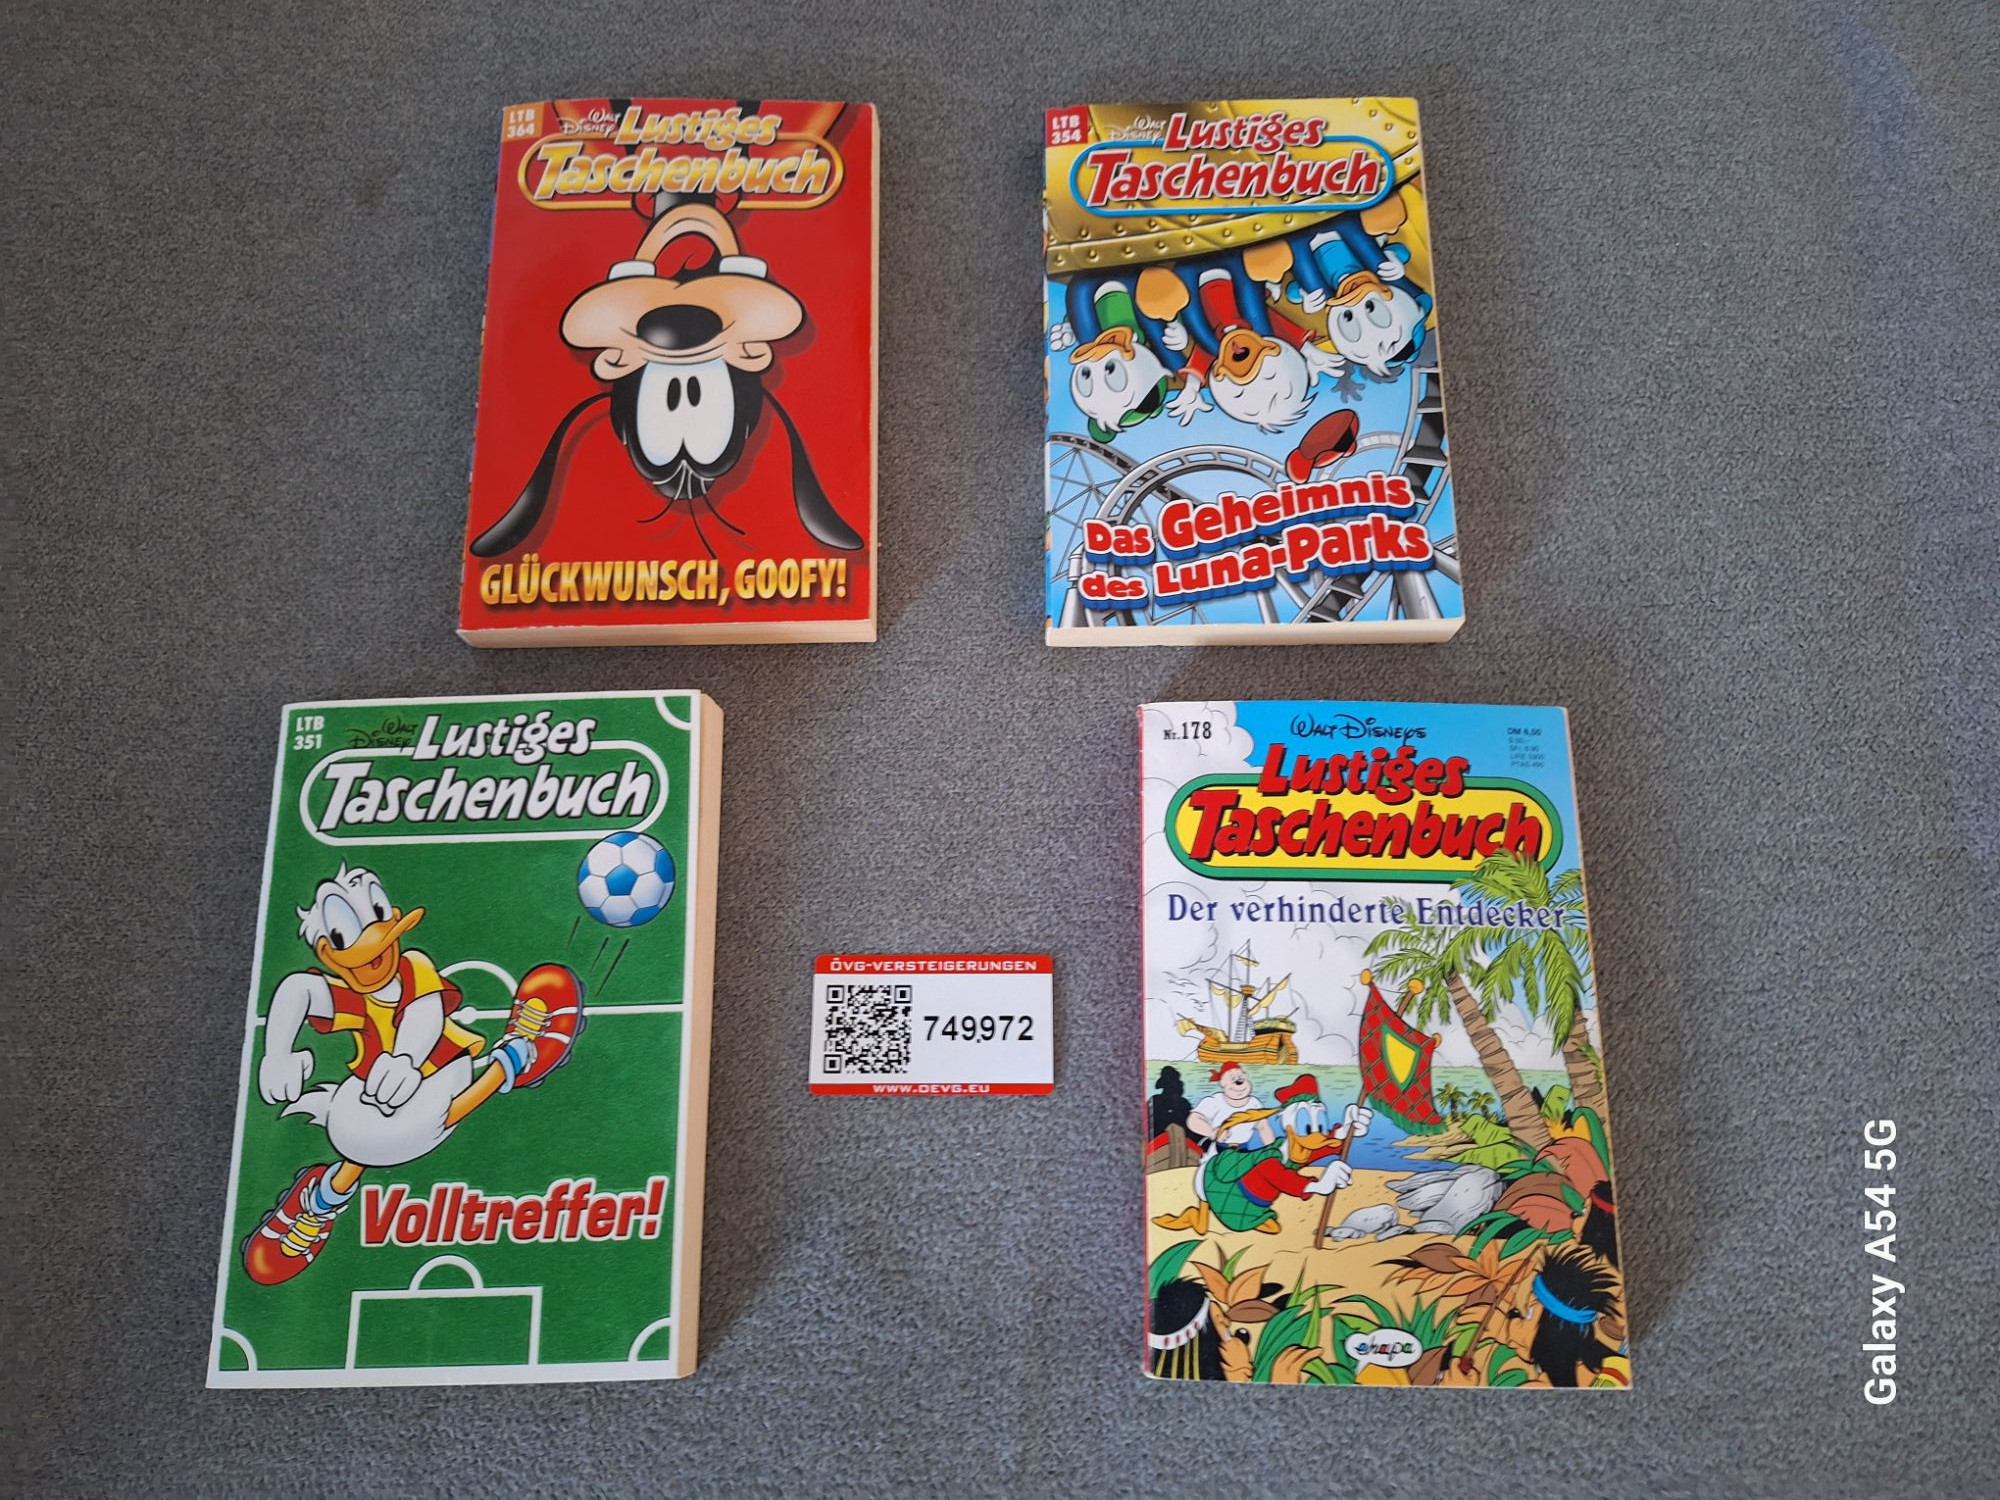 LTB
364
Walt
Disney
Lustiges
Taschenbuch
GLÜCKWUNSCH, GOOFY!
LTB
354
Walt
Disney
Lustiges
Taschenbuch
Das Geheimnis
des Luna-Parks
LTB
351
Walt
Disney
Lustiges
Taschenbuch
Volltreffer!
ÖVG-VERSTEIGERUNGEN
749972
WWW.DEVG.EU
Nr. 178
Walt Disneys
DM 6,50
Lustiges
Taschenbuch
Der verhinderte Entdecker
ehapa
Galaxy A54 5G